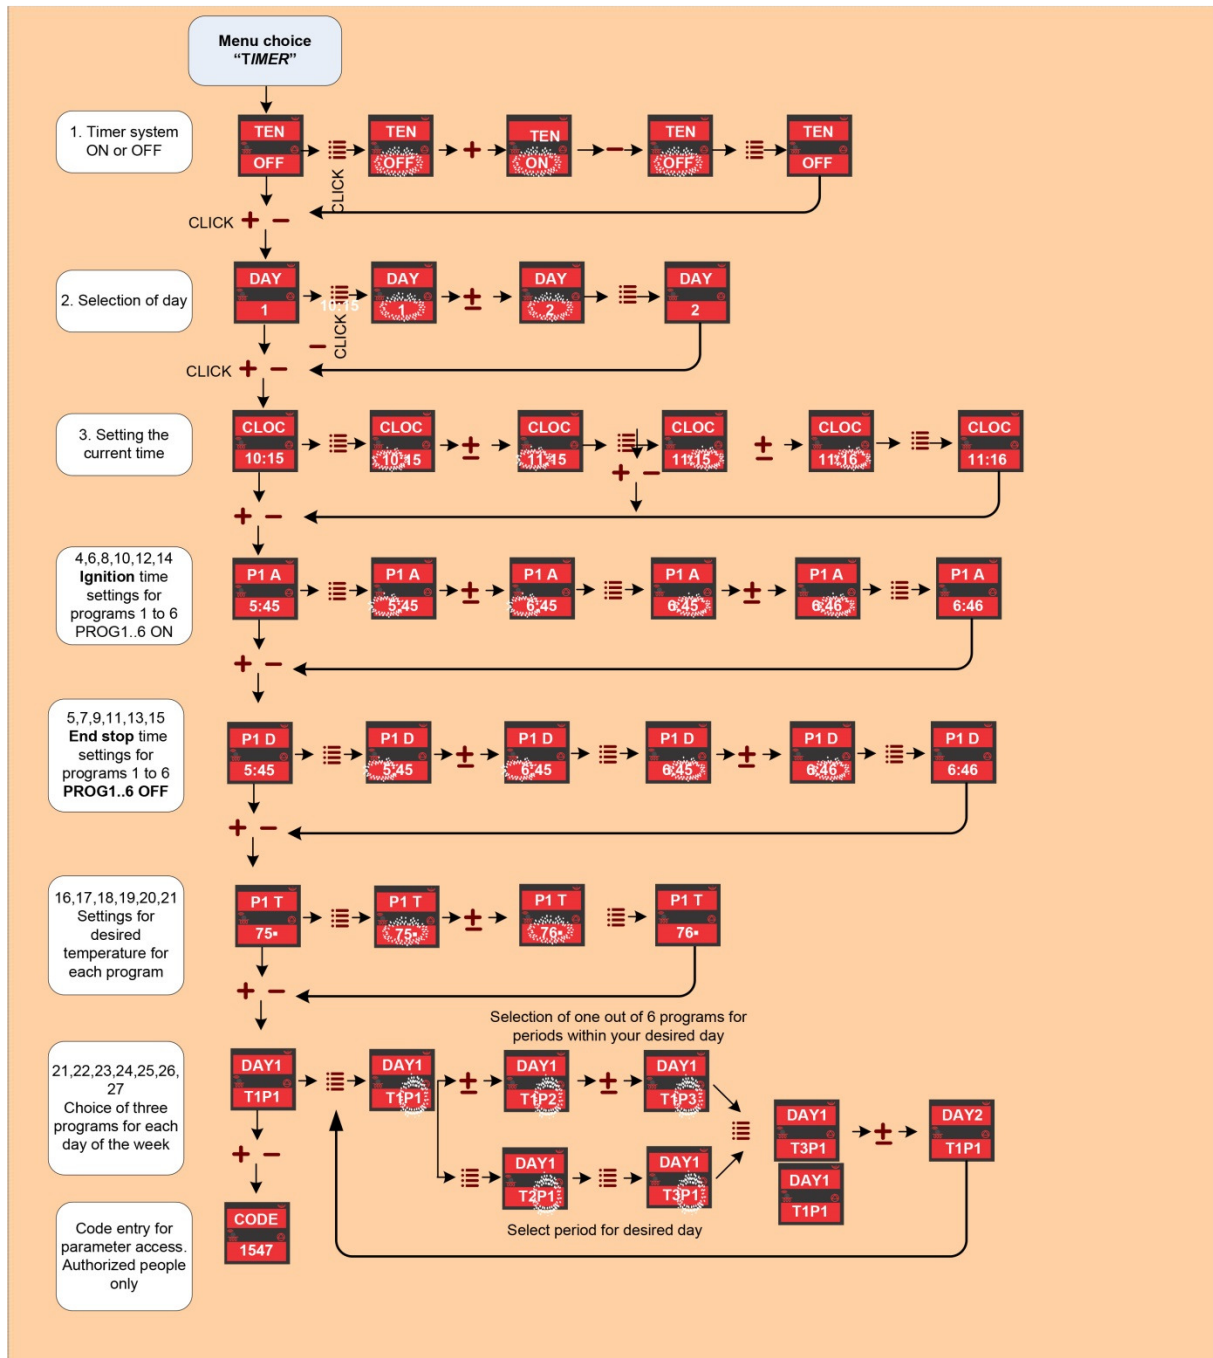 Menu choice
“TIMER”
1. Timer system
ON or OFF
TEN
OFF
TEN
OFF
TEN
ON
TEN
OFF
TEN
OFF
CLICK
CLICK
2. Selection of day
DAY
1
10:15
DAY
1
DAY
2
DAY
2
CLICK
CLICK
3. Setting the
current time
CLOC
10:15
CLOC
10:15
CLOC
11:15
CLOC
11:15
CLOC
11:16
CLOC
11:16
4,6,8,10,12,14
Ignition time
settings for
programs 1 to 6
PROG1..6 ON
P1 A
5:45
P1 A
5:45
P1 A
6:45
P1 A
6:45
P1 A
6:46
P1 A
6:46
5,7,9,11,13,15
End stop time
settings for
programs 1 to 6
PROG1..6 OFF
P1 D
5:45
P1 D
5:45
P1 D
6:45
P1 D
6:45
P1 D
6:46
P1 D
6:46
16,17,18,19,20,21
Settings for
desired
temperature for
each program
P1 T
75
P1 T
75
P1 T
76
P1 T
76
Selection of one out of 6 programs for
periods within your desired day
21,22,23,24,25,26,
27
Choice of three
programs for each
day of the week
DAY1
T1P1
DAY1
T1P1
DAY1
T1P2
DAY1
T1P3
DAY1
T2P1
DAY1
T3P1
DAY1
T3P1
DAY1
T1P1
DAY2
T1P1
Select period for desired day
Code entry for
parameter access.
Authorized people
only
CODE
1547